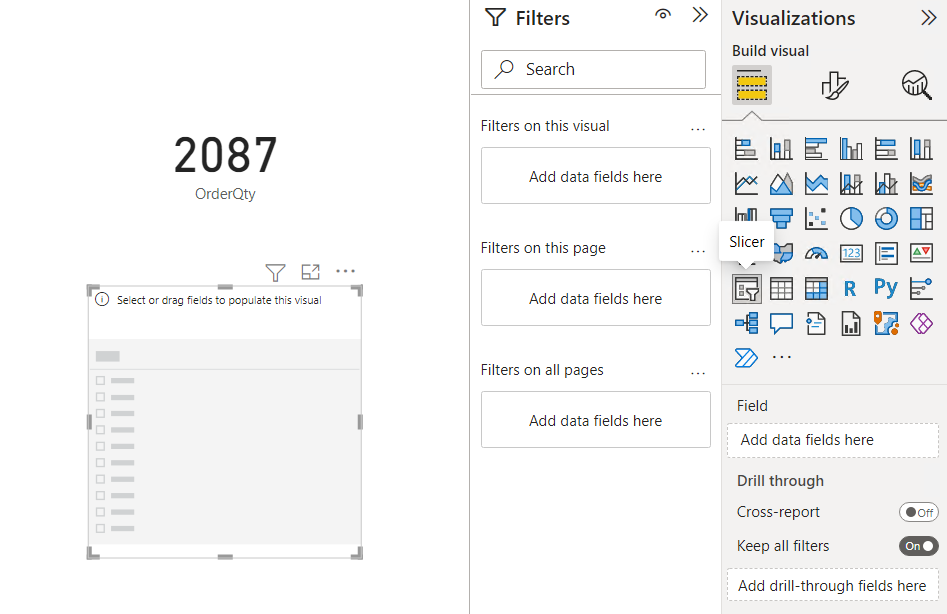 2087
OrderQty
Select or drag fields to populate this visual
Filters
Search
Filters on this visual
...
Add data fields here
Filters on this page
...
Add data fields here
Filters on all pages
...
Add data fields here
Visualizations
Build visual
Slicer
123
R
Py
...
Field
Add data fields here
Drill through
Cross-report
Off
Keep all filters
On
Add drill-through fields here